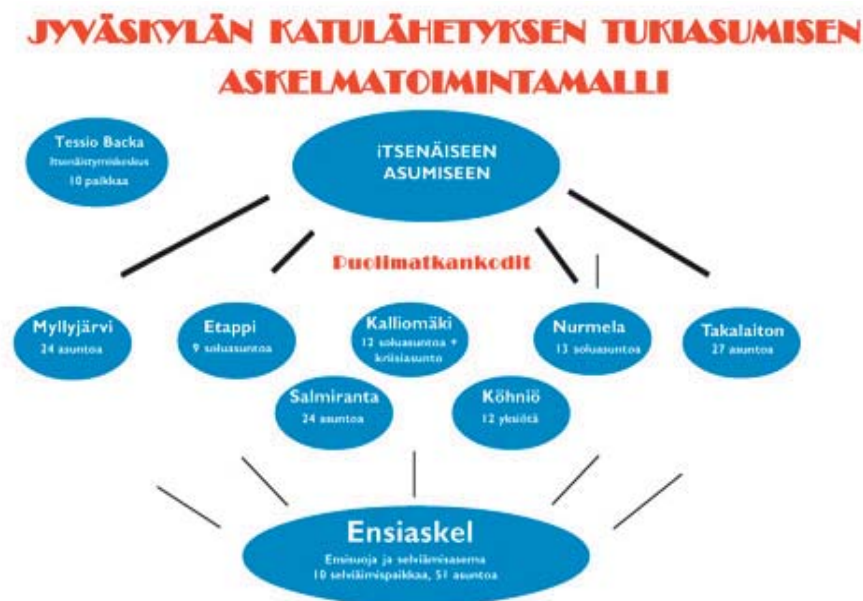 JYVÄSKYLÄN KATULÄHETYKSEN TUKIASUMISEN
ASKELMATOIMINTAMALLI
Tessio Backa
Itsenäistymiskeskus
10 paikkaa
iTSENÄISEEN
ASUMISEEN
Puolimatkankodit
Myllyjärvi
24 asuntoa
Etappi
9 soluasuntoa
Kalliomäki
12 soluasuntoa +
kriisiasunto
Nurmela
13 soluasuntoa
Takalaiton
27 asuntoa
Salmiranta
24 asuntoa
Köhniö
12 yksiötä
Ensiaskel
Ensisuoja ja selviämisasema
10 selviäimispaikkaa, 51 asuntoa